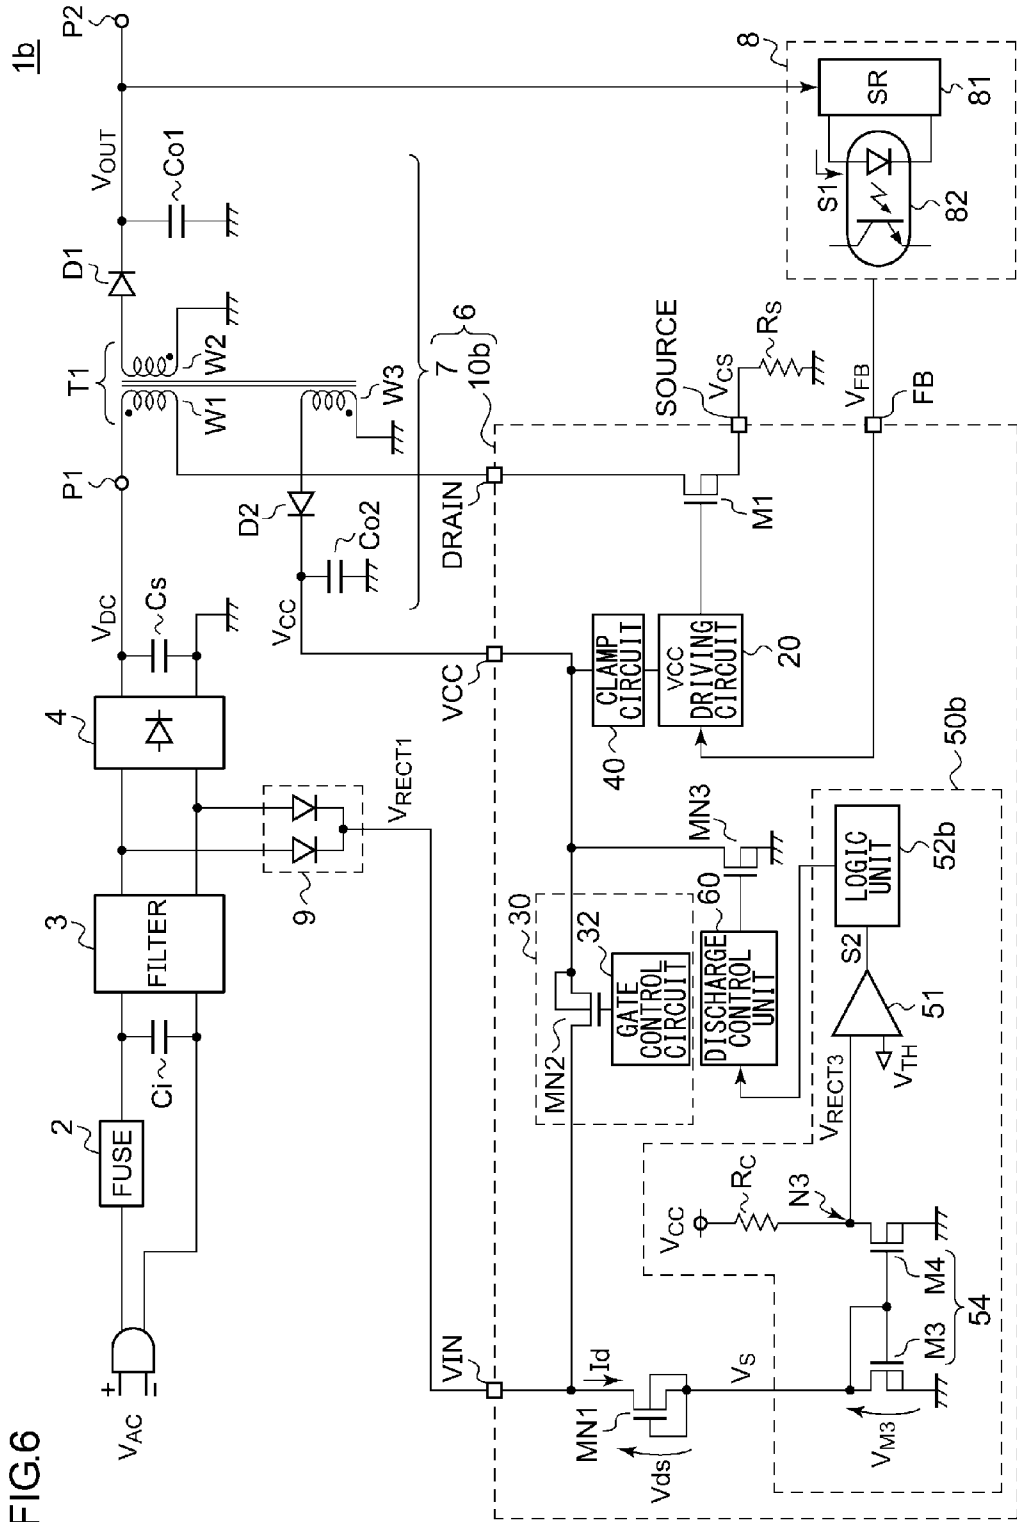 FIG.6
1b
VAC
+
−
2
FUSE
Ci
3
FILTER
9
VRECT1
4
VDC
Cs
P1
T1
W1
W2
W3
D1
VOUT
Co1
P2
D2
Co2
VCC
7
6
10b
VIN
VCC
DRAIN
SOURCE
VCS
RS
VFB
FB
8
S1
SR
81
82
MN1
Id
Vds
VS
30
MN2
32
GATE
CONTROL
CIRCUIT
60
DISCHARGE
CONTROL
UNIT
MN3
CLAMP
CIRCUIT
40
VCC
DRIVING
CIRCUIT
20
M1
50b
VCC
RC
N3
VRECT3
VTH
51
S2
LOGIC
UNIT
52b
VM3
M3
M4
54